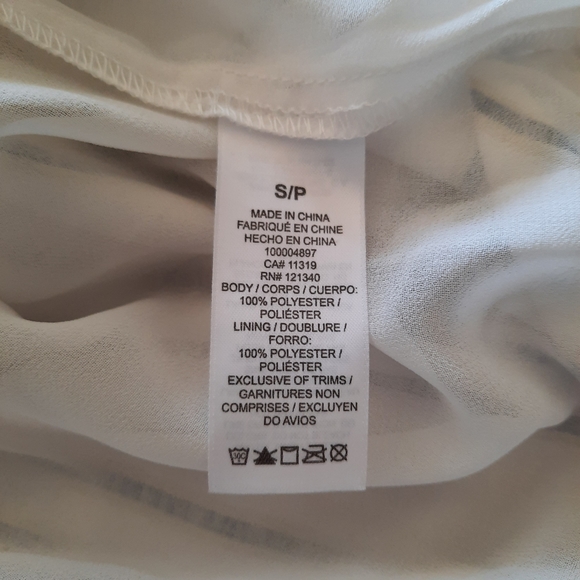 S/P
MADE IN CHINA
FABRIQUÉ EN CHINE
HECHO EN CHINA
100004897
CA# 11319
RN# 121340
BODY / CORPS / CUERPO:
100% POLYESTER /
POLIÉSTER
LINING / DOUBLURE /
FORRO:
100% POLYESTER /
POLIÉSTER
EXCLUSIVE OF TRIMS /
GARNITURES NON
COMPRISES / EXCLUYEN
DO AVIOS